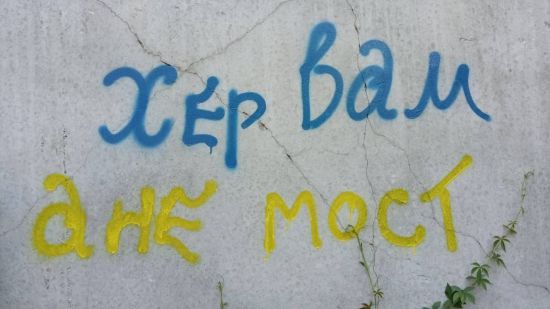 хер вам
а не мост